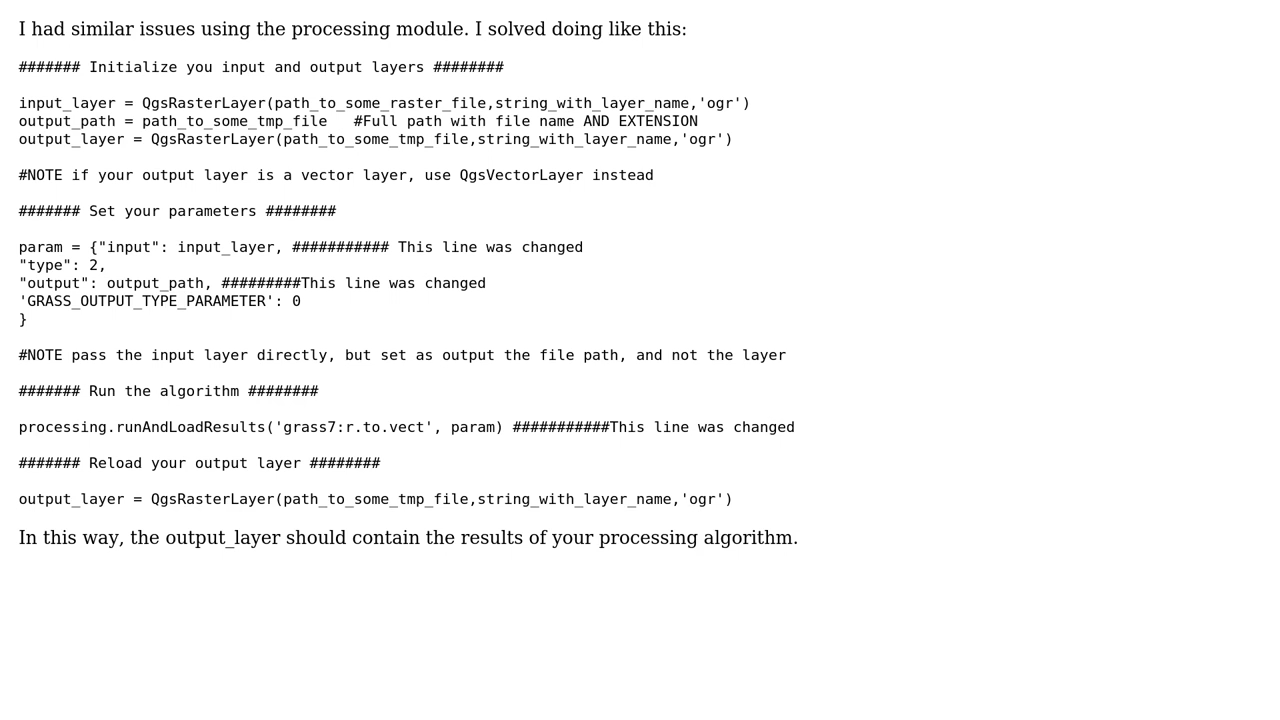 I had similar issues using the processing module. I solved doing like this:
####### Initialize you input and output layers ########
input_layer = QgsRasterLayer(path_to_some_raster_file,string_with_layer_name,'ogr')
output_path = path_to_some_tmp_file   #Full path with file name AND EXTENSION
output_layer = QgsRasterLayer(path_to_some_tmp_file,string_with_layer_name,'ogr')
#NOTE if your output layer is a vector layer, use QgsVectorLayer instead
####### Set your parameters ########
param = {"input": input_layer, ########### This line was changed
"type": 2,
"output": output_path, #########This line was changed
'GRASS_OUTPUT_TYPE_PARAMETER': 0
}
#NOTE pass the input layer directly, but set as output the file path, and not the layer
####### Run the algorithm ########
processing.runAndLoadResults('grass7:r.to.vect', param) ###########This line was changed
####### Reload your output layer ########
output_layer = QgsRasterLayer(path_to_some_tmp_file,string_with_layer_name,'ogr')
In this way, the output_layer should contain the results of your processing algorithm.